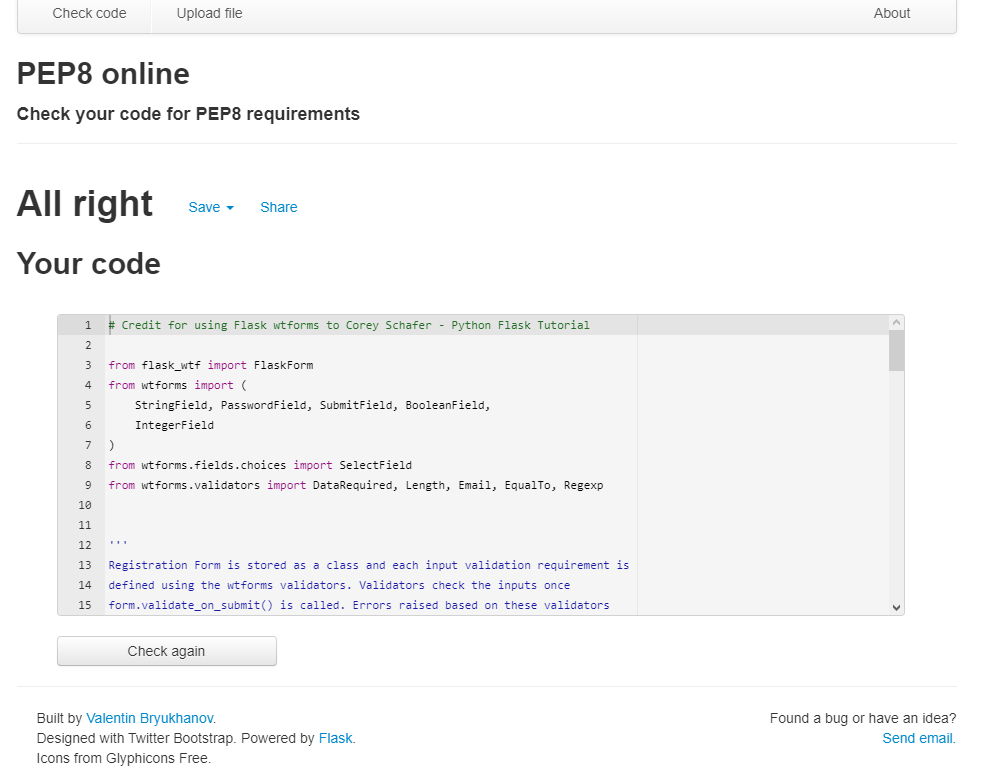 Check code Upload file About
PEP8 online
Check your code for PEP8 requirements
All right Save Share
Your code
1 # Credit for using Flask wtforms to Corey Schafer - Python Flask Tutorial
2
3 from flask_wtf import FlaskForm
4 from wtforms import (
5     StringField, PasswordField, SubmitField, BooleanField,
6     IntegerField
7 )
8 from wtforms.fields.choices import SelectField
9 from wtforms.validators import DataRequired, Length, Email, EqualTo, Regexp
10
11
12 '''
13 Registration Form is stored as a class and each input validation requirement is
14 defined using the wtforms validators. Validators check the inputs once
15 form.validate_on_submit() is called. Errors raised based on these validators
Check again
Built by Valentin Bryukhanov. Found a bug or have an idea?
Designed with Twitter Bootstrap. Powered by Flask. Send email.
Icons from Glyphicons Free.